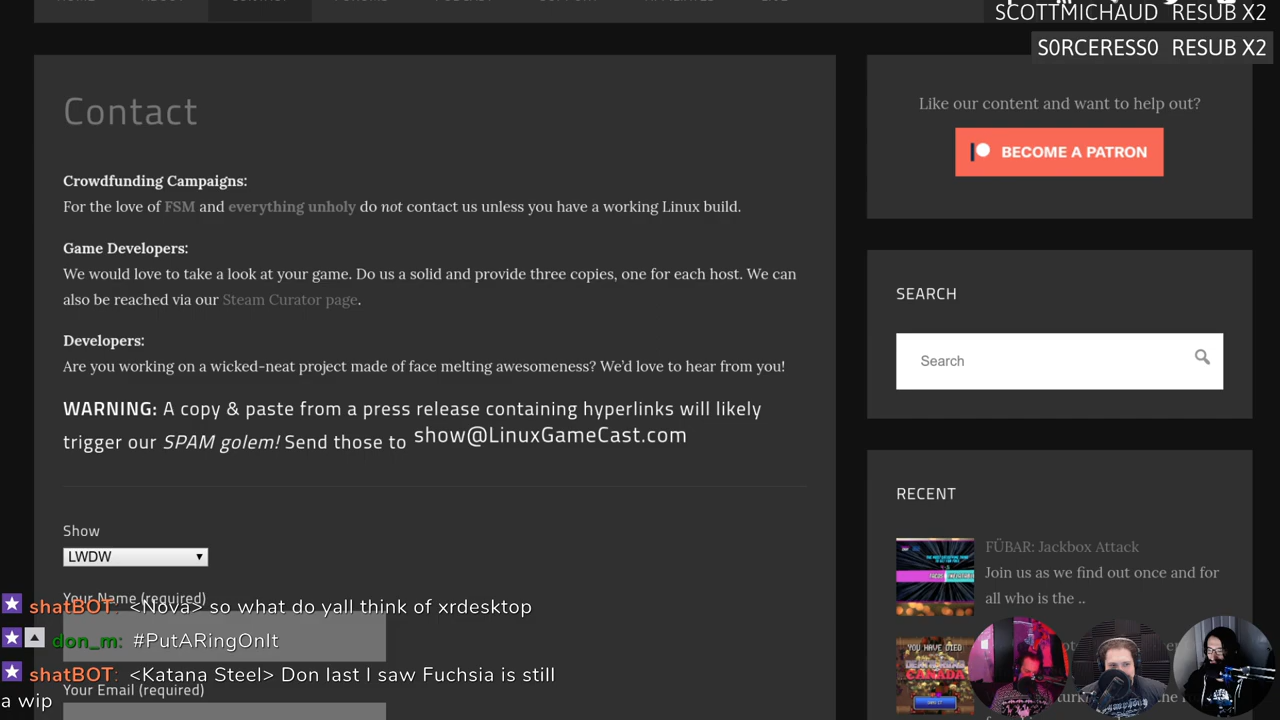 SCOTTMICHAUD RESUB X2
S0RCERESS0 RESUB X2
Contact
Crowdfunding Campaigns:
For the love of FSM and everything unholy do not contact us unless you have a working Linux build.
Game Developers:
We would love to take a look at your game. Do us a solid and provide three copies, one for each host. We can
also be reached via our Steam Curator page.
Developers:
Are you working on a wicked-neat project made of face melting awesomeness? We'd love to hear from you!
WARNING: A copy & paste from a press release containing hyperlinks will likely
trigger our SPAM golem! Send those to show@LinuxGameCast.com
Show
LWDW
Your Name (required)
shatBOT: <Nova> so what do yall think of xrdesktop
don_m: #PutARingOnIt
shatBOT: <Katana Steel> Don last I saw Fuchsia is still
a wip
Your Email (required)
Like our content and want to help out?
BECOME A PATRON
SEARCH
Search
RECENT
FÜBAR: Jackbox Attack
Join us as we find out once and for
all who is the ..
YOU HAVE DIED
CANADA